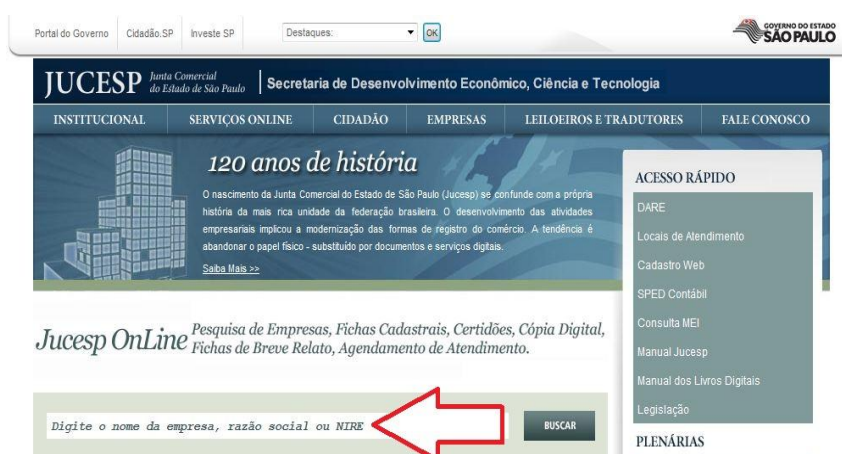 Portal do Governo Cidadão.SP Investe SP Destaques: OK
GOVERNO DO ESTADO
SÃO PAULO
JUCESP Junta Comercial
do Estado de São Paulo
Secretaria de Desenvolvimento Econômico, Ciência e Tecnologia
INSTITUCIONAL SERVIÇOS ONLINE CIDADÃO EMPRESAS LEILOEIROS E TRADUTORES FALE CONOSCO
120 anos de história
O nascimento da Junta Comercial do Estado de São Paulo (Jucesp) se confunde com a própria
história da mais rica unidade da federação brasileira. O desenvolvimento das atividades
empresariais implicou a modernização das formas de registro do comércio. A tendência é
abandonar o papel físico - substituído por documentos e serviços digitais.
Saiba Mais >>
ACESSO RÁPIDO
DARE
Locais de Atendimento
Cadastro Web
SPED Contábil
Consulta MEI
Manual Jucesp
Manual dos Livros Digitais
Legislação
PLENÁRIAS
Jucesp OnLine
Pesquisa de Empresas, Fichas Cadastrais, Certidões, Cópia Digital,
Fichas de Breve Relato, Agendamento de Atendimento.
Digite o nome da empresa, razão social ou NIRE
BUSCAR